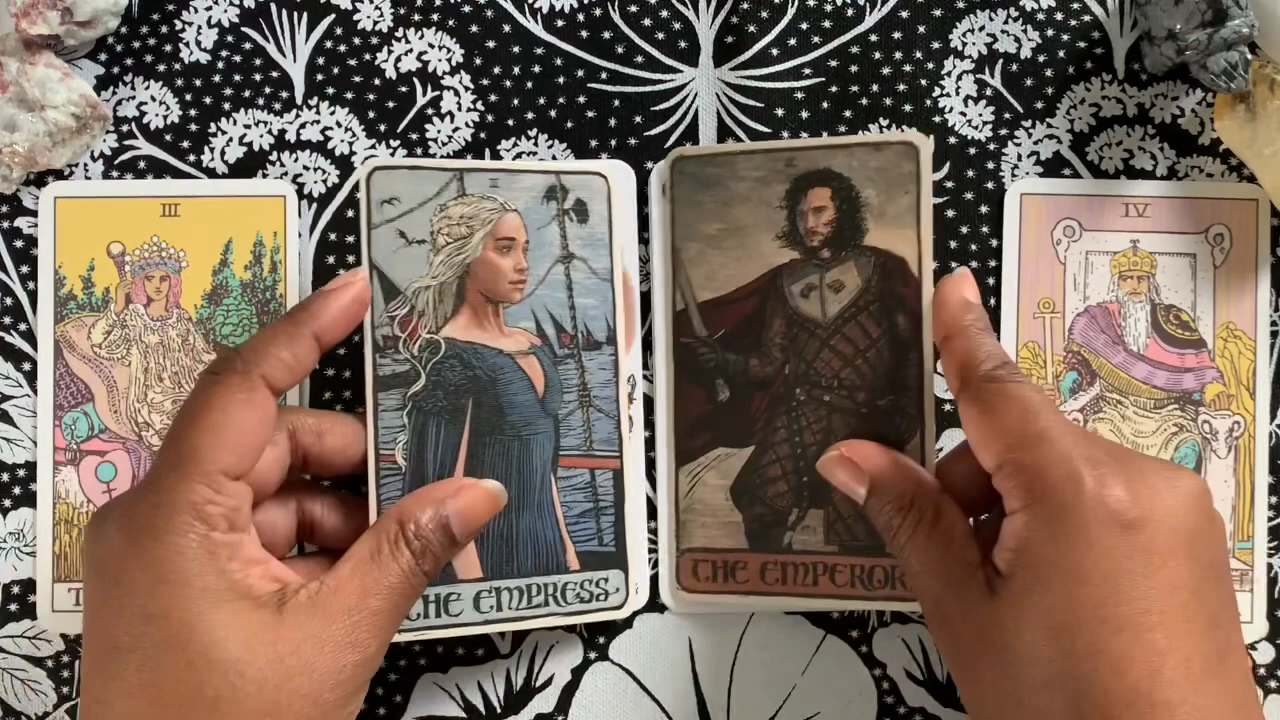 III
THE EMPRESS.
THE EMPEROR
IV